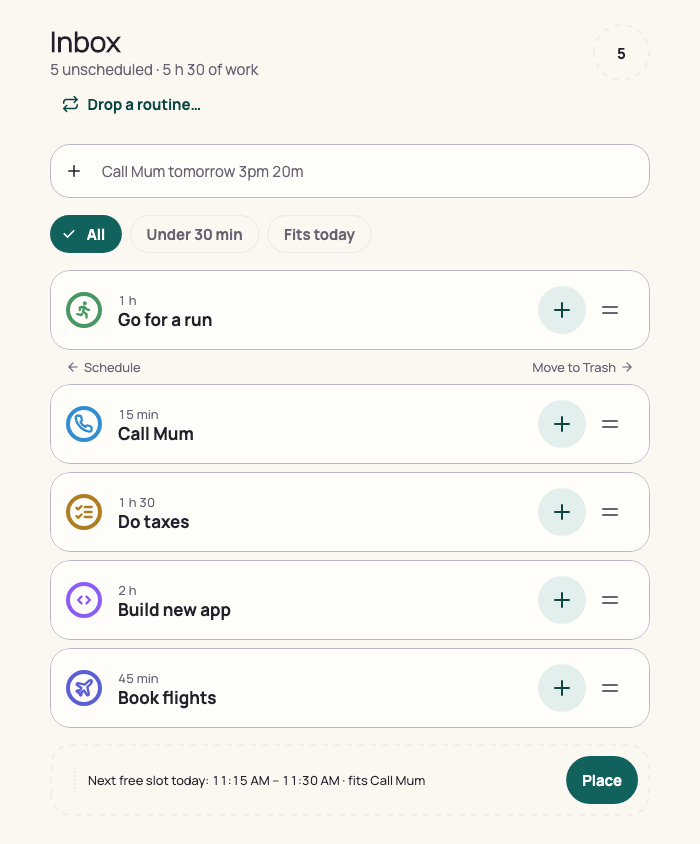 Inbox
5 unscheduled · 5 h 30 of work
5
Drop a routine…
Call Mum tomorrow 3pm 20m
All
Under 30 min
Fits today
1 h
Go for a run
Schedule
Move to Trash
15 min
Call Mum
1 h 30
Do taxes
2 h
Build new app
45 min
Book flights
Next free slot today: 11:15 AM – 11:30 AM · fits Call Mum
Place